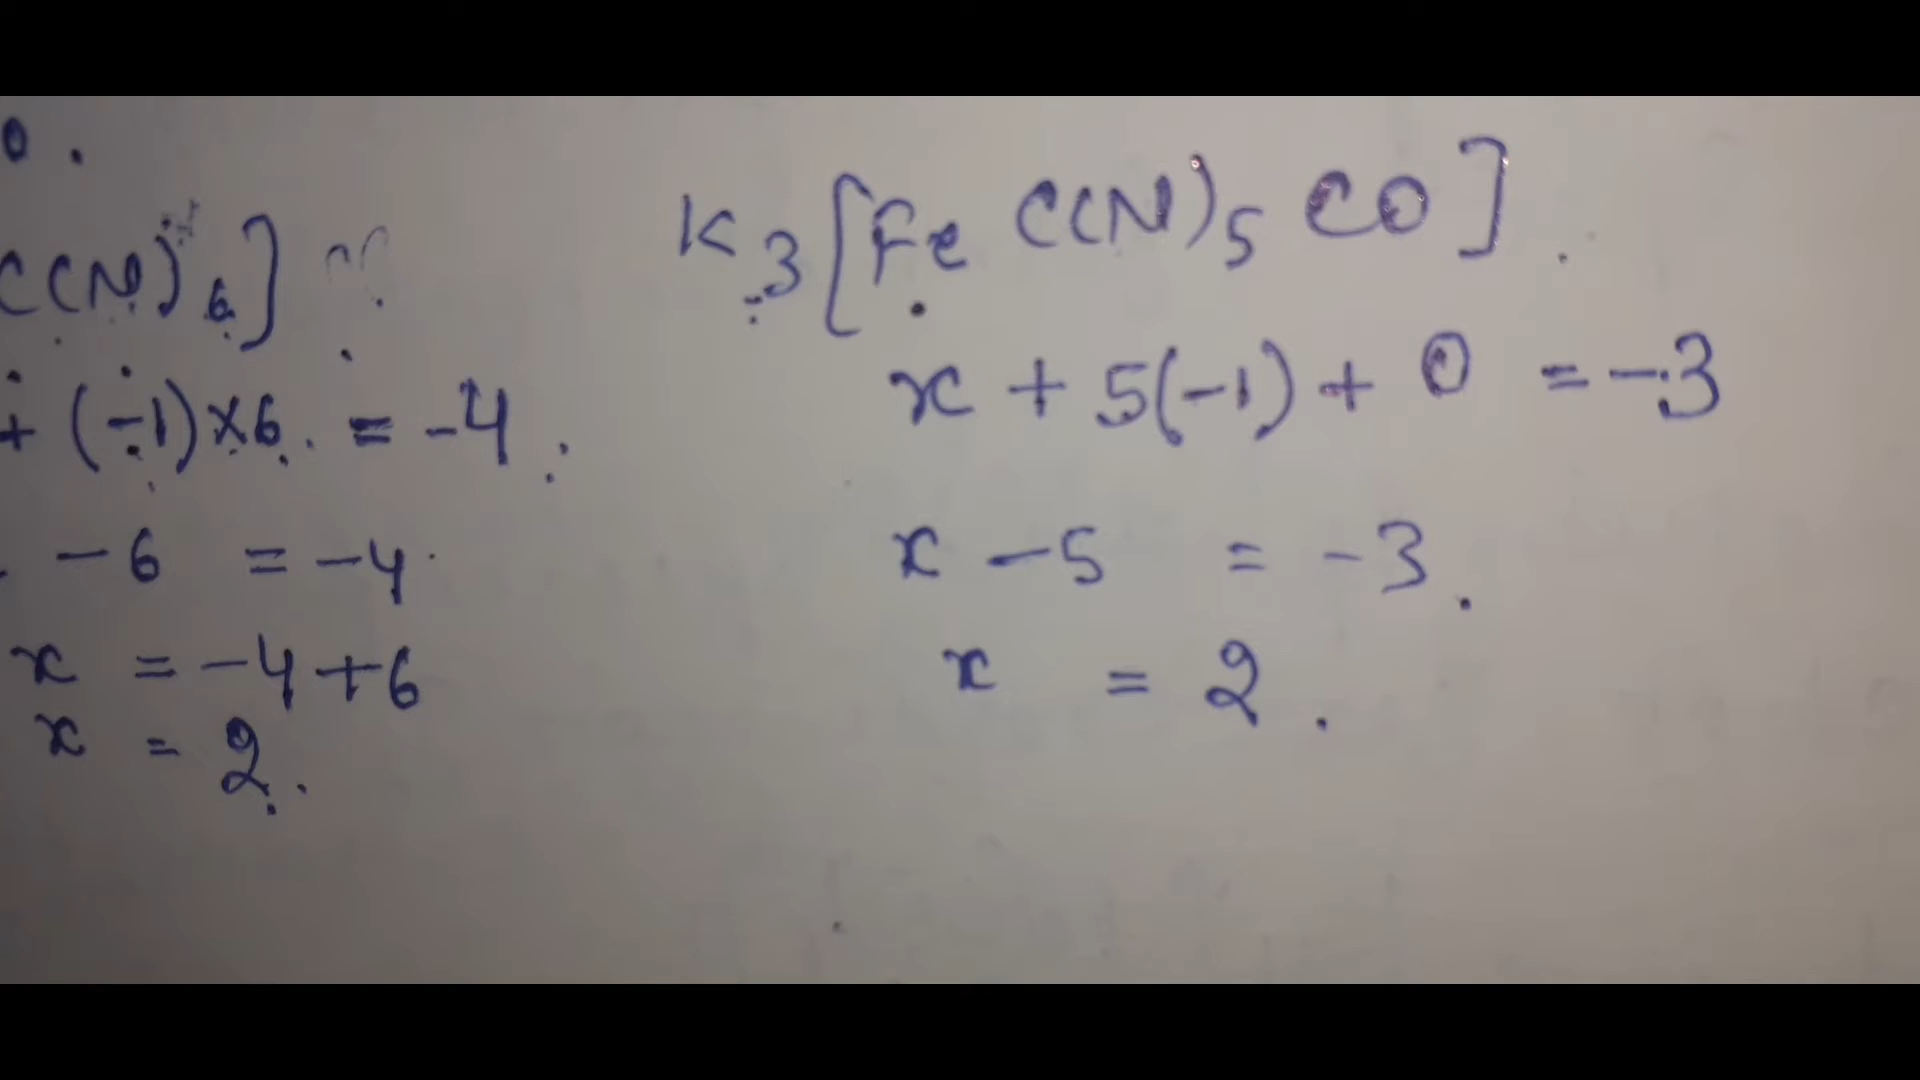 0.
C(N)6]
+ (-1)×6. = -4.
- 6 = -4.
x = -4+6
x = 2.
K3[Fe C(N)5 CO].
x + 5(-1) + 0 = -3
x - 5 = -3.
x = 2.